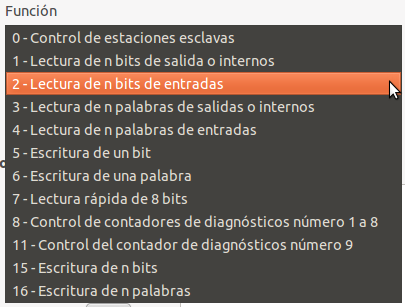 Función
0 - Control de estaciones esclavas
1 - Lectura de n bits de salida o internos
2 - Lectura de n bits de entradas
3 - Lectura de n palabras de salidas o internos
4 - Lectura de n palabras de entradas
5 - Escritura de un bit
6 - Escritura de una palabra
7 - Lectura rápida de 8 bits
8 - Control de contadores de diagnósticos número 1 a 8
11 - Control del contador de diagnósticos número 9
15 - Escritura de n bits
16 - Escritura de n palabras